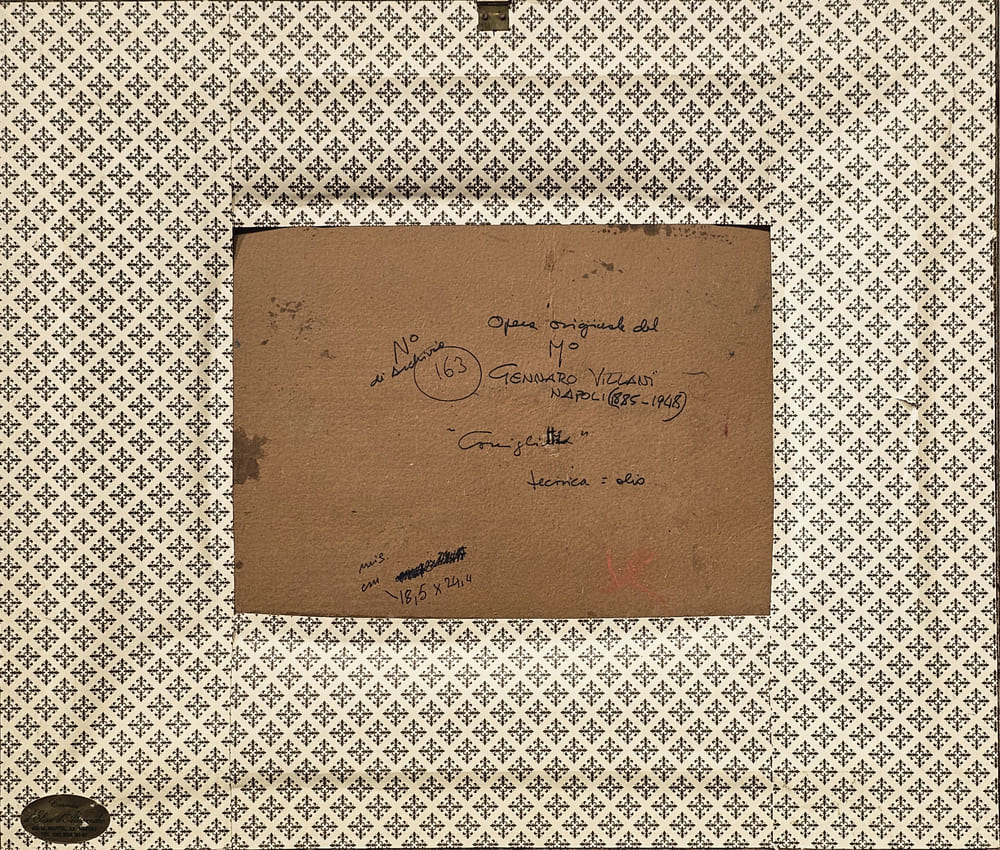 Opera originale del
M°
N°
di Archivio
163
GENNARO VILLANI
NAPOLI (1885-1948)
tecnica = olio
mis.
cm
18,5 x 24,4